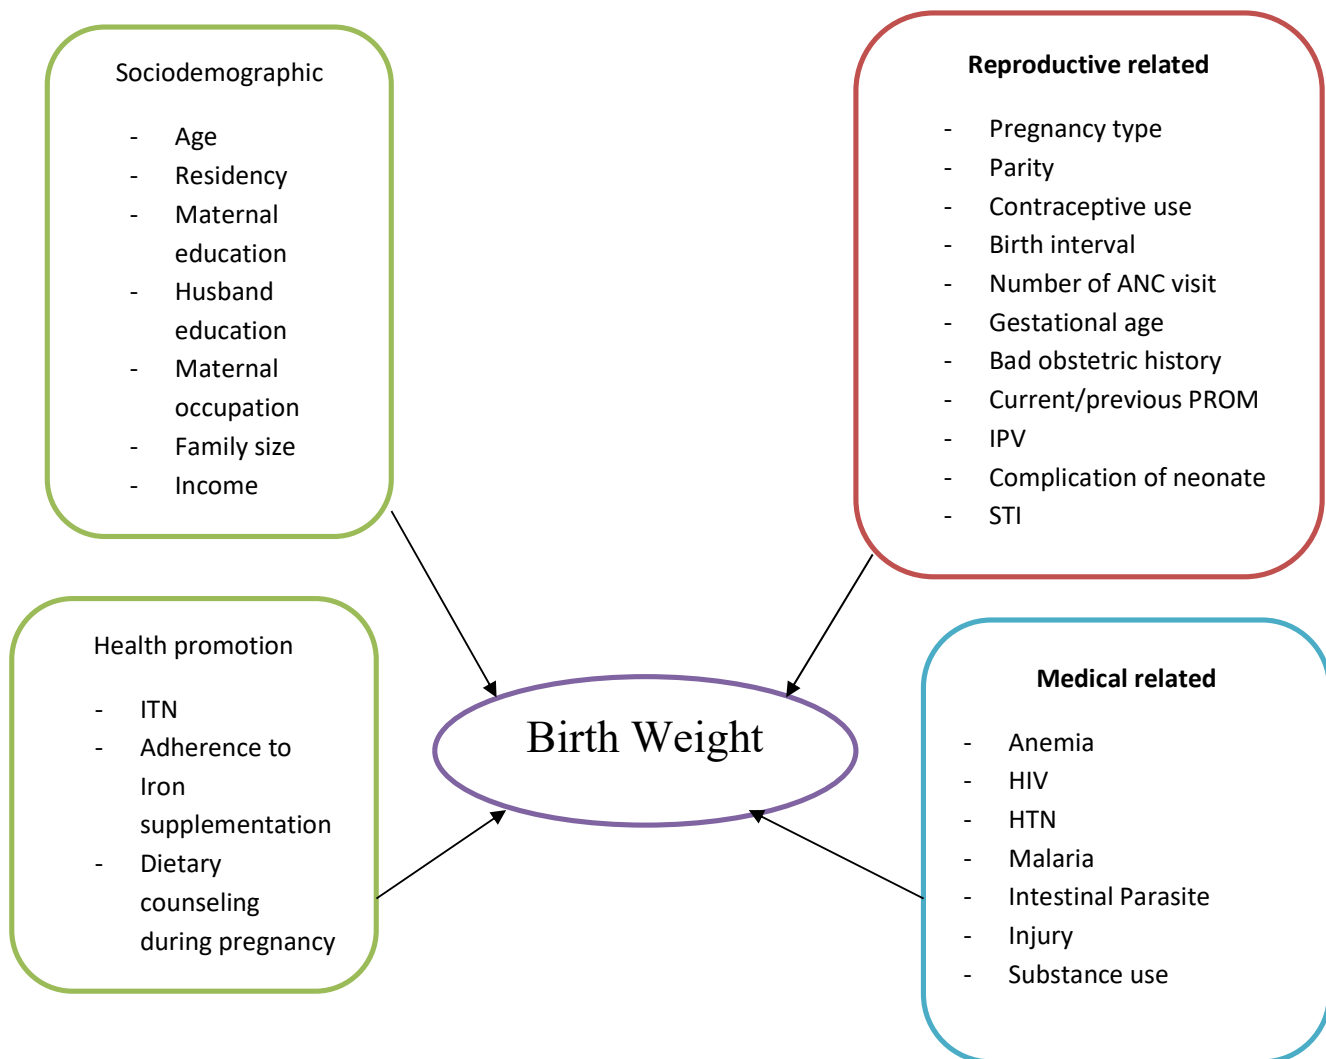 Sociodemographic
- Age
- Residency
- Maternal
education
- Husband
education
- Maternal
occupation
- Family size
- Income
Reproductive related
- Pregnancy type
- Parity
- Contraceptive use
- Birth interval
- Number of ANC visit
- Gestational age
- Bad obstetric history
- Current/previous PROM
- IPV
- Complication of neonate
- STI
Health promotion
- ITN
- Adherence to
Iron
supplementation
- Dietary
counseling
during pregnancy
Birth Weight
Medical related
- Anemia
- HIV
- HTN
- Malaria
- Intestinal Parasite
- Injury
- Substance use